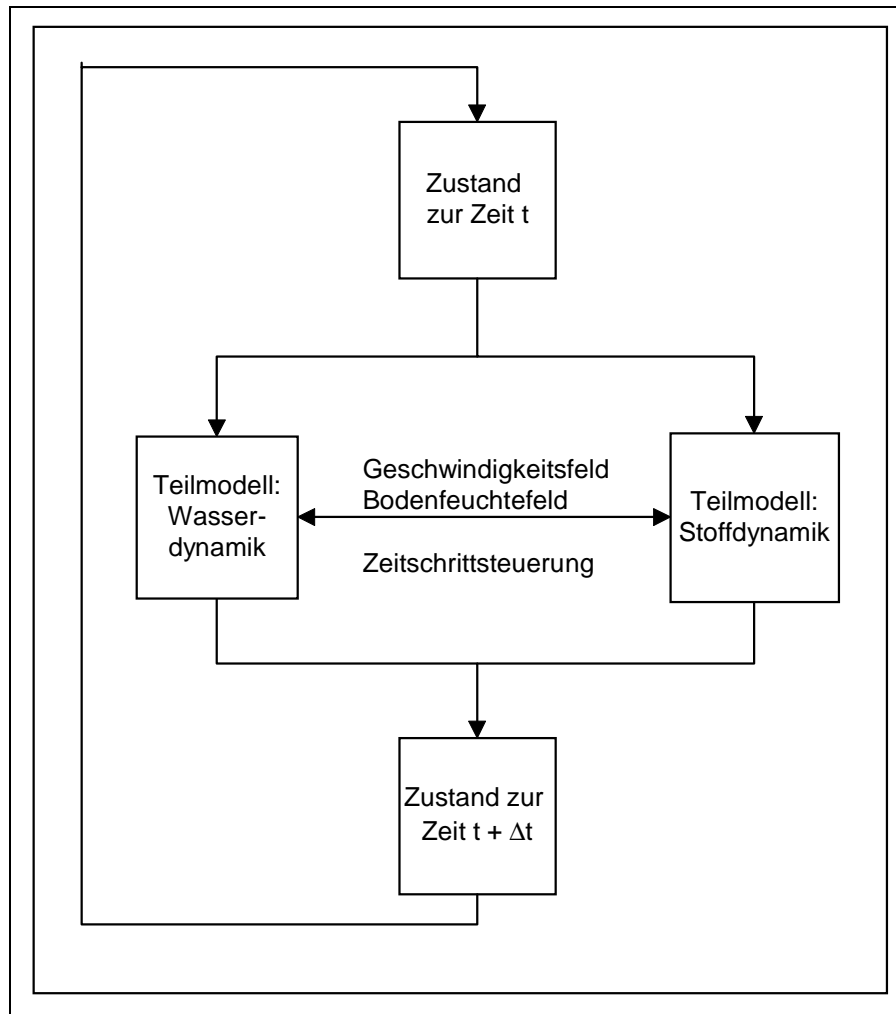 Zustand
zur Zeit t
Teilmodell:
Wasser-
dynamik
Geschwindigkeitsfeld
Bodenfeuchtefeld
Zeitschrittsteuerung
Teilmodell:
Stoffdynamik
Zustand zur
Zeit t + Δt